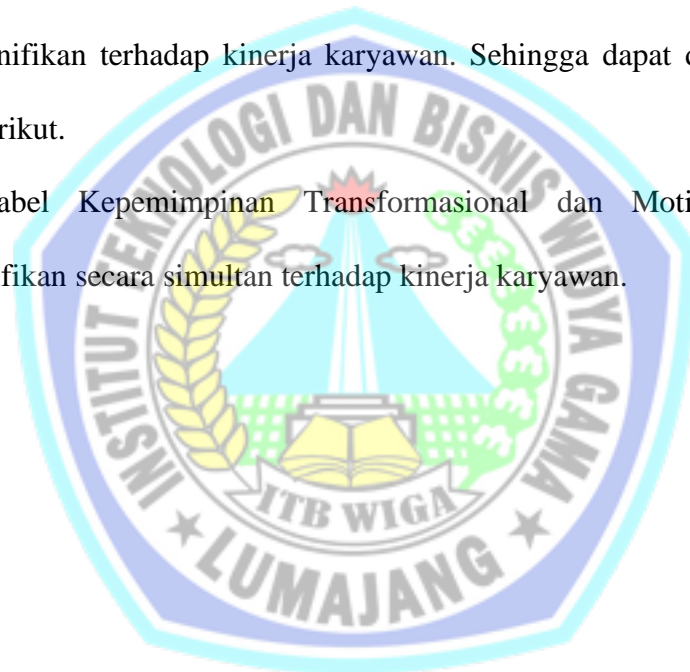 nifikan terhadap kinerja karyawan. Sehingga dapat
rikut.
abel Kepemimpinan Transformasional dan Moti
fikan secara simultan terhadap kinerja karyawan.
INSTITUT TEKNOLOGI DAN BISNIS WIDYA GAMA
ITB WIGA
LUMAJANG